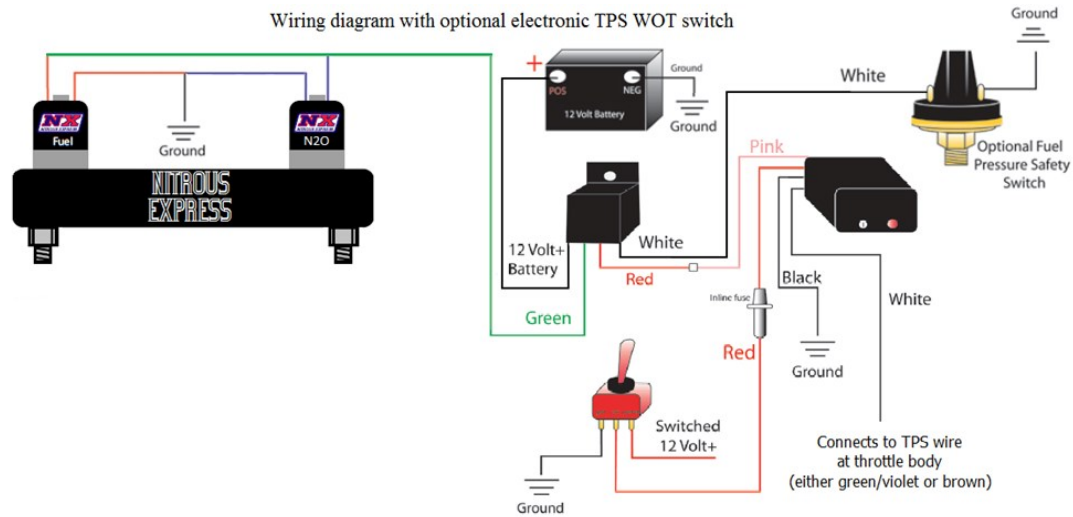 Wiring diagram with optional electronic TPS WOT switch
Ground
+
POS
NEG
Ground
12 Volt Battery
Ground
White
Optional Fuel
Pressure Safety
Switch
NX
Fuel
NX
N2O
Ground
NITROUS
EXPRESS
Pink
12 Volt+
Battery
White
Red
Green
Black
White
Inline fuse
Red
Ground
Switched
12 Volt+
Ground
Connects to TPS wire
at throttle body
(either green/violet or brown)